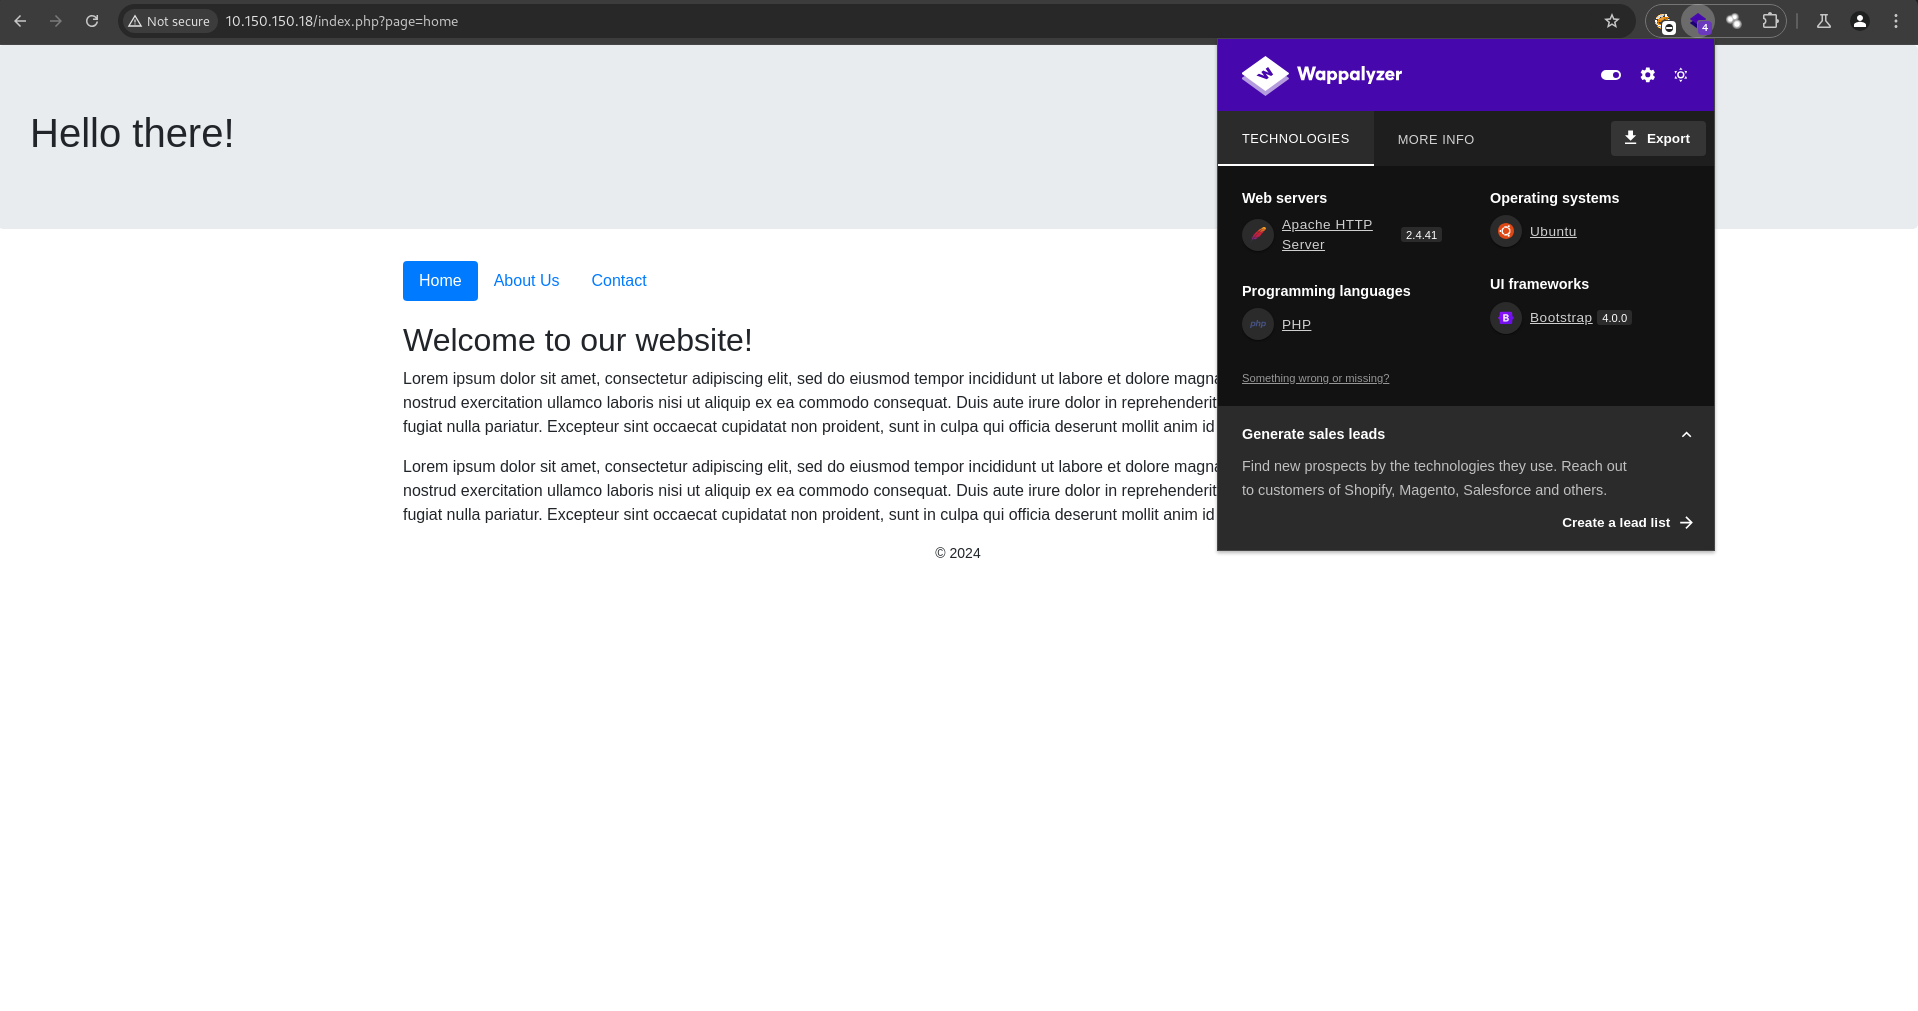 Not secure
10.150.150.18/index.php?page=home
4
Hello there!
Home
About Us
Contact
Welcome to our website!
Lorem ipsum dolor sit amet, consectetur adipiscing elit, sed do eiusmod tempor incididunt ut labore et dolore magna
nostrud exercitation ullamco laboris nisi ut aliquip ex ea commodo consequat. Duis aute irure dolor in reprehenderit
fugiat nulla pariatur. Excepteur sint occaecat cupidatat non proident, sunt in culpa qui officia deserunt mollit anim id
Lorem ipsum dolor sit amet, consectetur adipiscing elit, sed do eiusmod tempor incididunt ut labore et dolore magna
nostrud exercitation ullamco laboris nisi ut aliquip ex ea commodo consequat. Duis aute irure dolor in reprehenderit
fugiat nulla pariatur. Excepteur sint occaecat cupidatat non proident, sunt in culpa qui officia deserunt mollit anim id
© 2024
W Wappalyzer
TECHNOLOGIES
MORE INFO
Export
Web servers
Apache HTTP
Server
2.4.41
Programming languages
php PHP
Something wrong or missing?
Operating systems
Ubuntu
UI frameworks
B Bootstrap 4.0.0
Generate sales leads
Find new prospects by the technologies they use. Reach out
to customers of Shopify, Magento, Salesforce and others.
Create a lead list